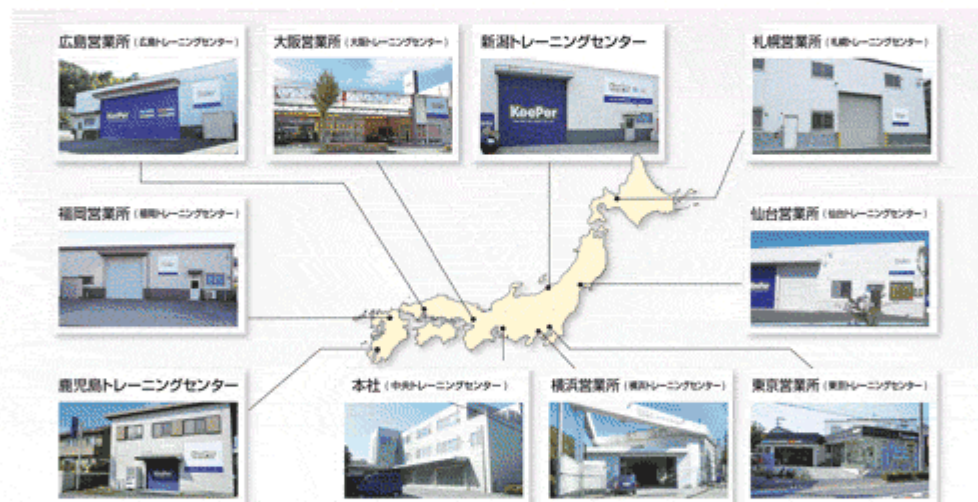 広島営業所（広島トレーニングセンター）
大阪営業所（大阪トレーニングセンター）
新潟トレーニングセンター
札幌営業所（札幌トレーニングセンター）
KeePer
KeePer
福岡営業所（福岡トレーニングセンター）
仙台営業所（仙台トレーニングセンター）
鹿児島トレーニングセンター
本社（中央トレーニングセンター）
横浜営業所（横浜トレーニングセンター）
東京営業所（東京トレーニングセンター）
KeePer